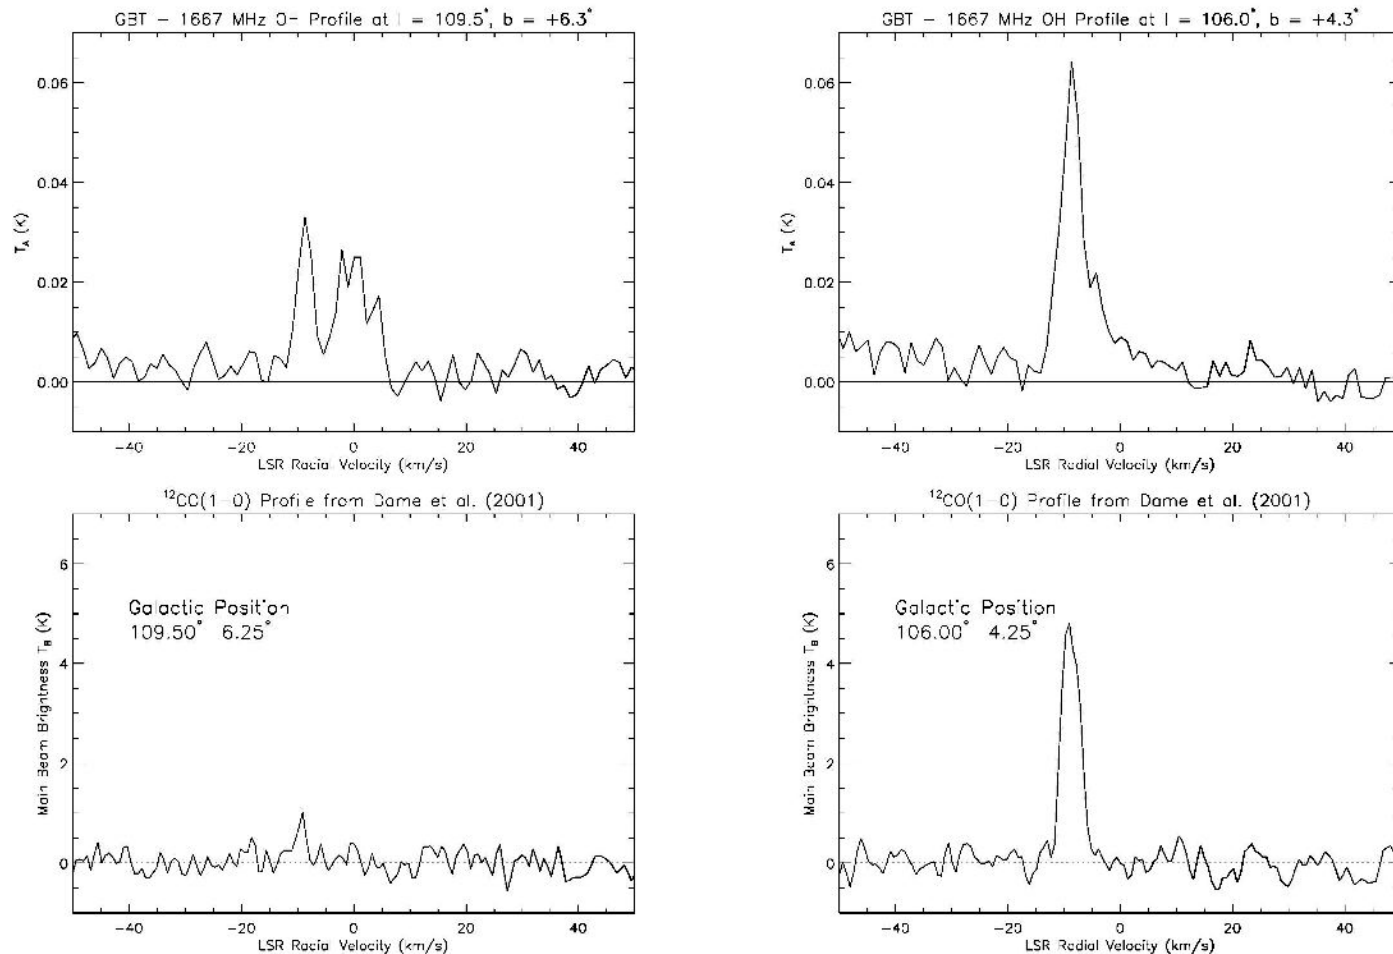 GBT – 1667 MHz O– Profile at l = 109.5°, b = +6.3°
0.06
0.04
0.02
0.00
T_A (K)
−40 −20 0 20 40
LSR Radial Velocity (km/s)
GBT – 1667 MHz OH Profile at l = 106.0°, b = +4.3°
0.06
0.04
0.02
0.00
T_A (K)
−40 −20 0 20 40
LSR Radial Velocity (km/s)
¹²CO(1–0) Profile from Dame et al. (2001)
6
4
2
0
Main Beam Brightness T_B (K)
Galactic Position
109.50° 6.25°
−40 −20 0 20 40
LSR Radial Velocity (km/s)
¹²CO(1–0) Profile from Dame et al. (2001)
6
4
2
0
Main Beam Brightness T_B (K)
Galactic Position
106.00° 4.25°
−40 −20 0 20 40
LSR Radial Velocity (km/s)